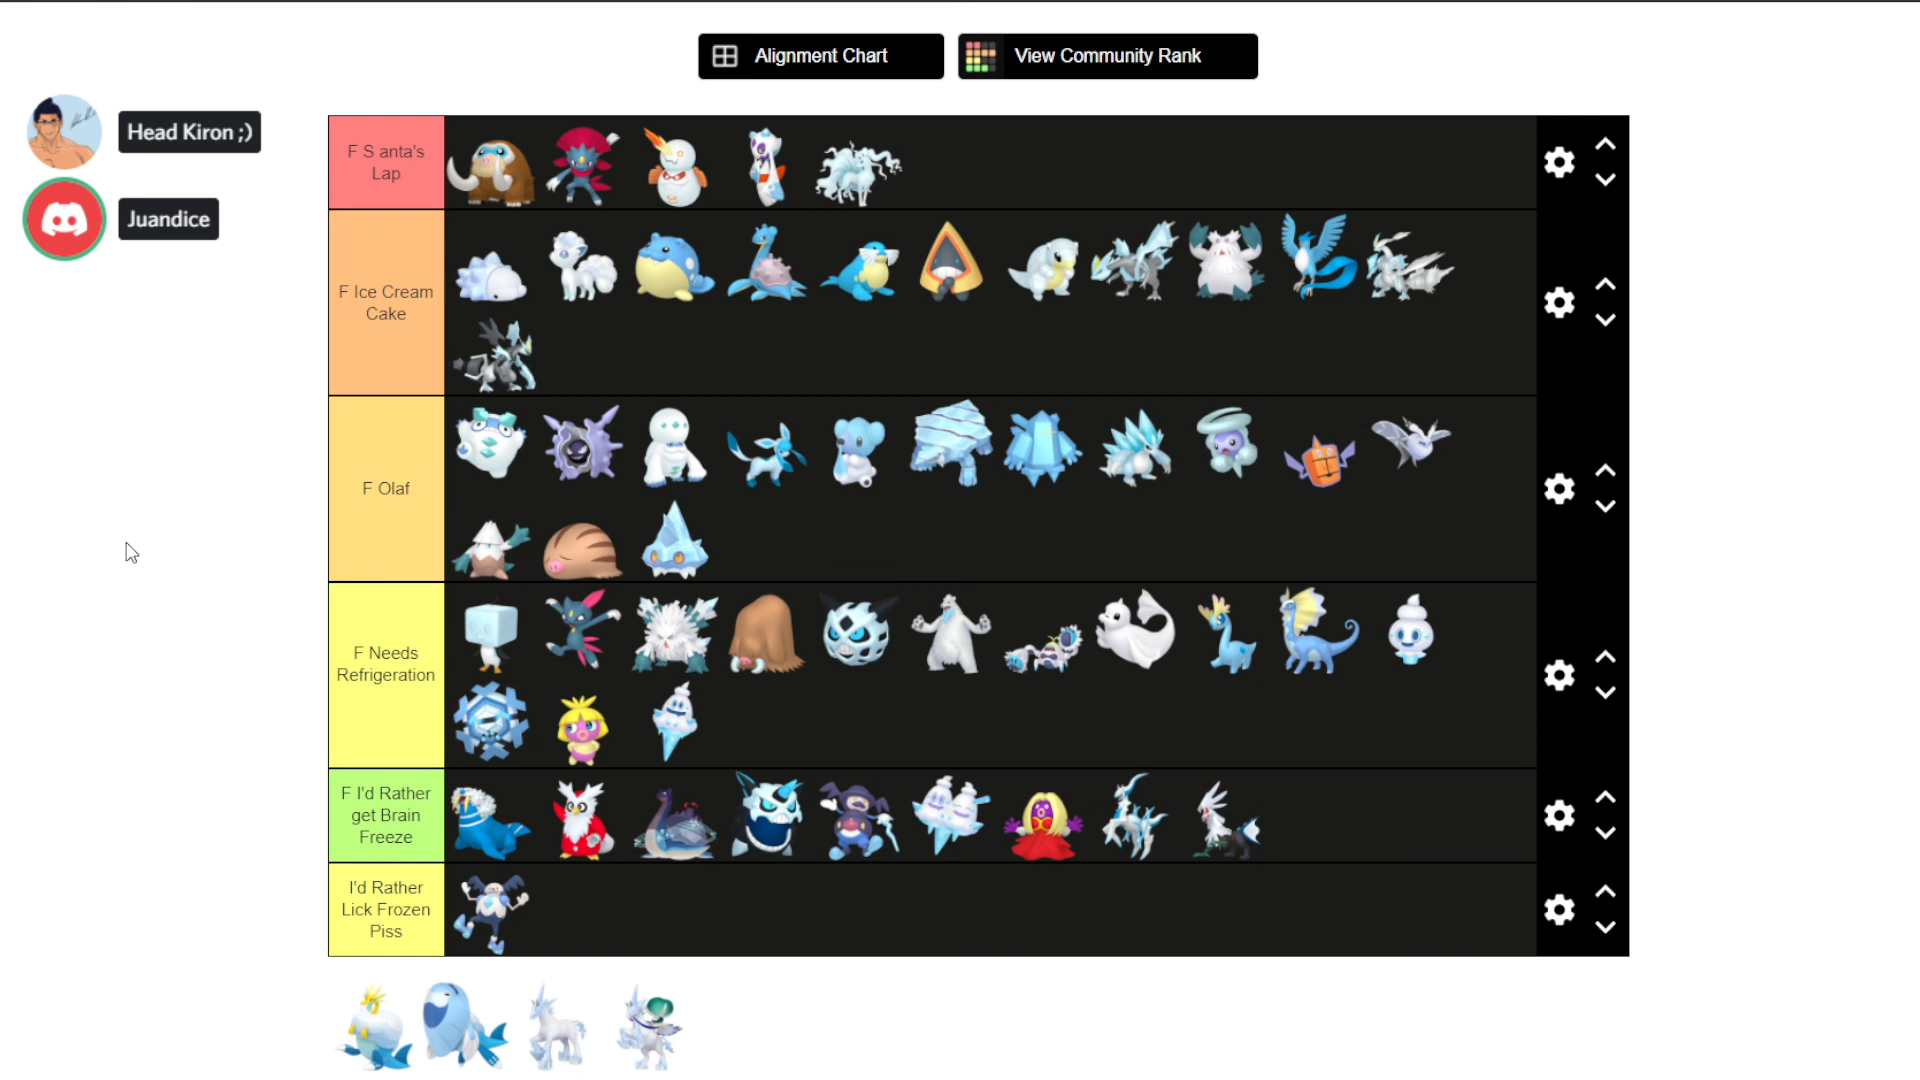 Alignment Chart
View Community Rank
Head Kiron ;)
Juandice
F S anta's
Lap
F Ice Cream
Cake
F Olaf
F Needs
Refrigeration
F I'd Rather
get Brain
Freeze
I'd Rather
Lick Frozen
Piss